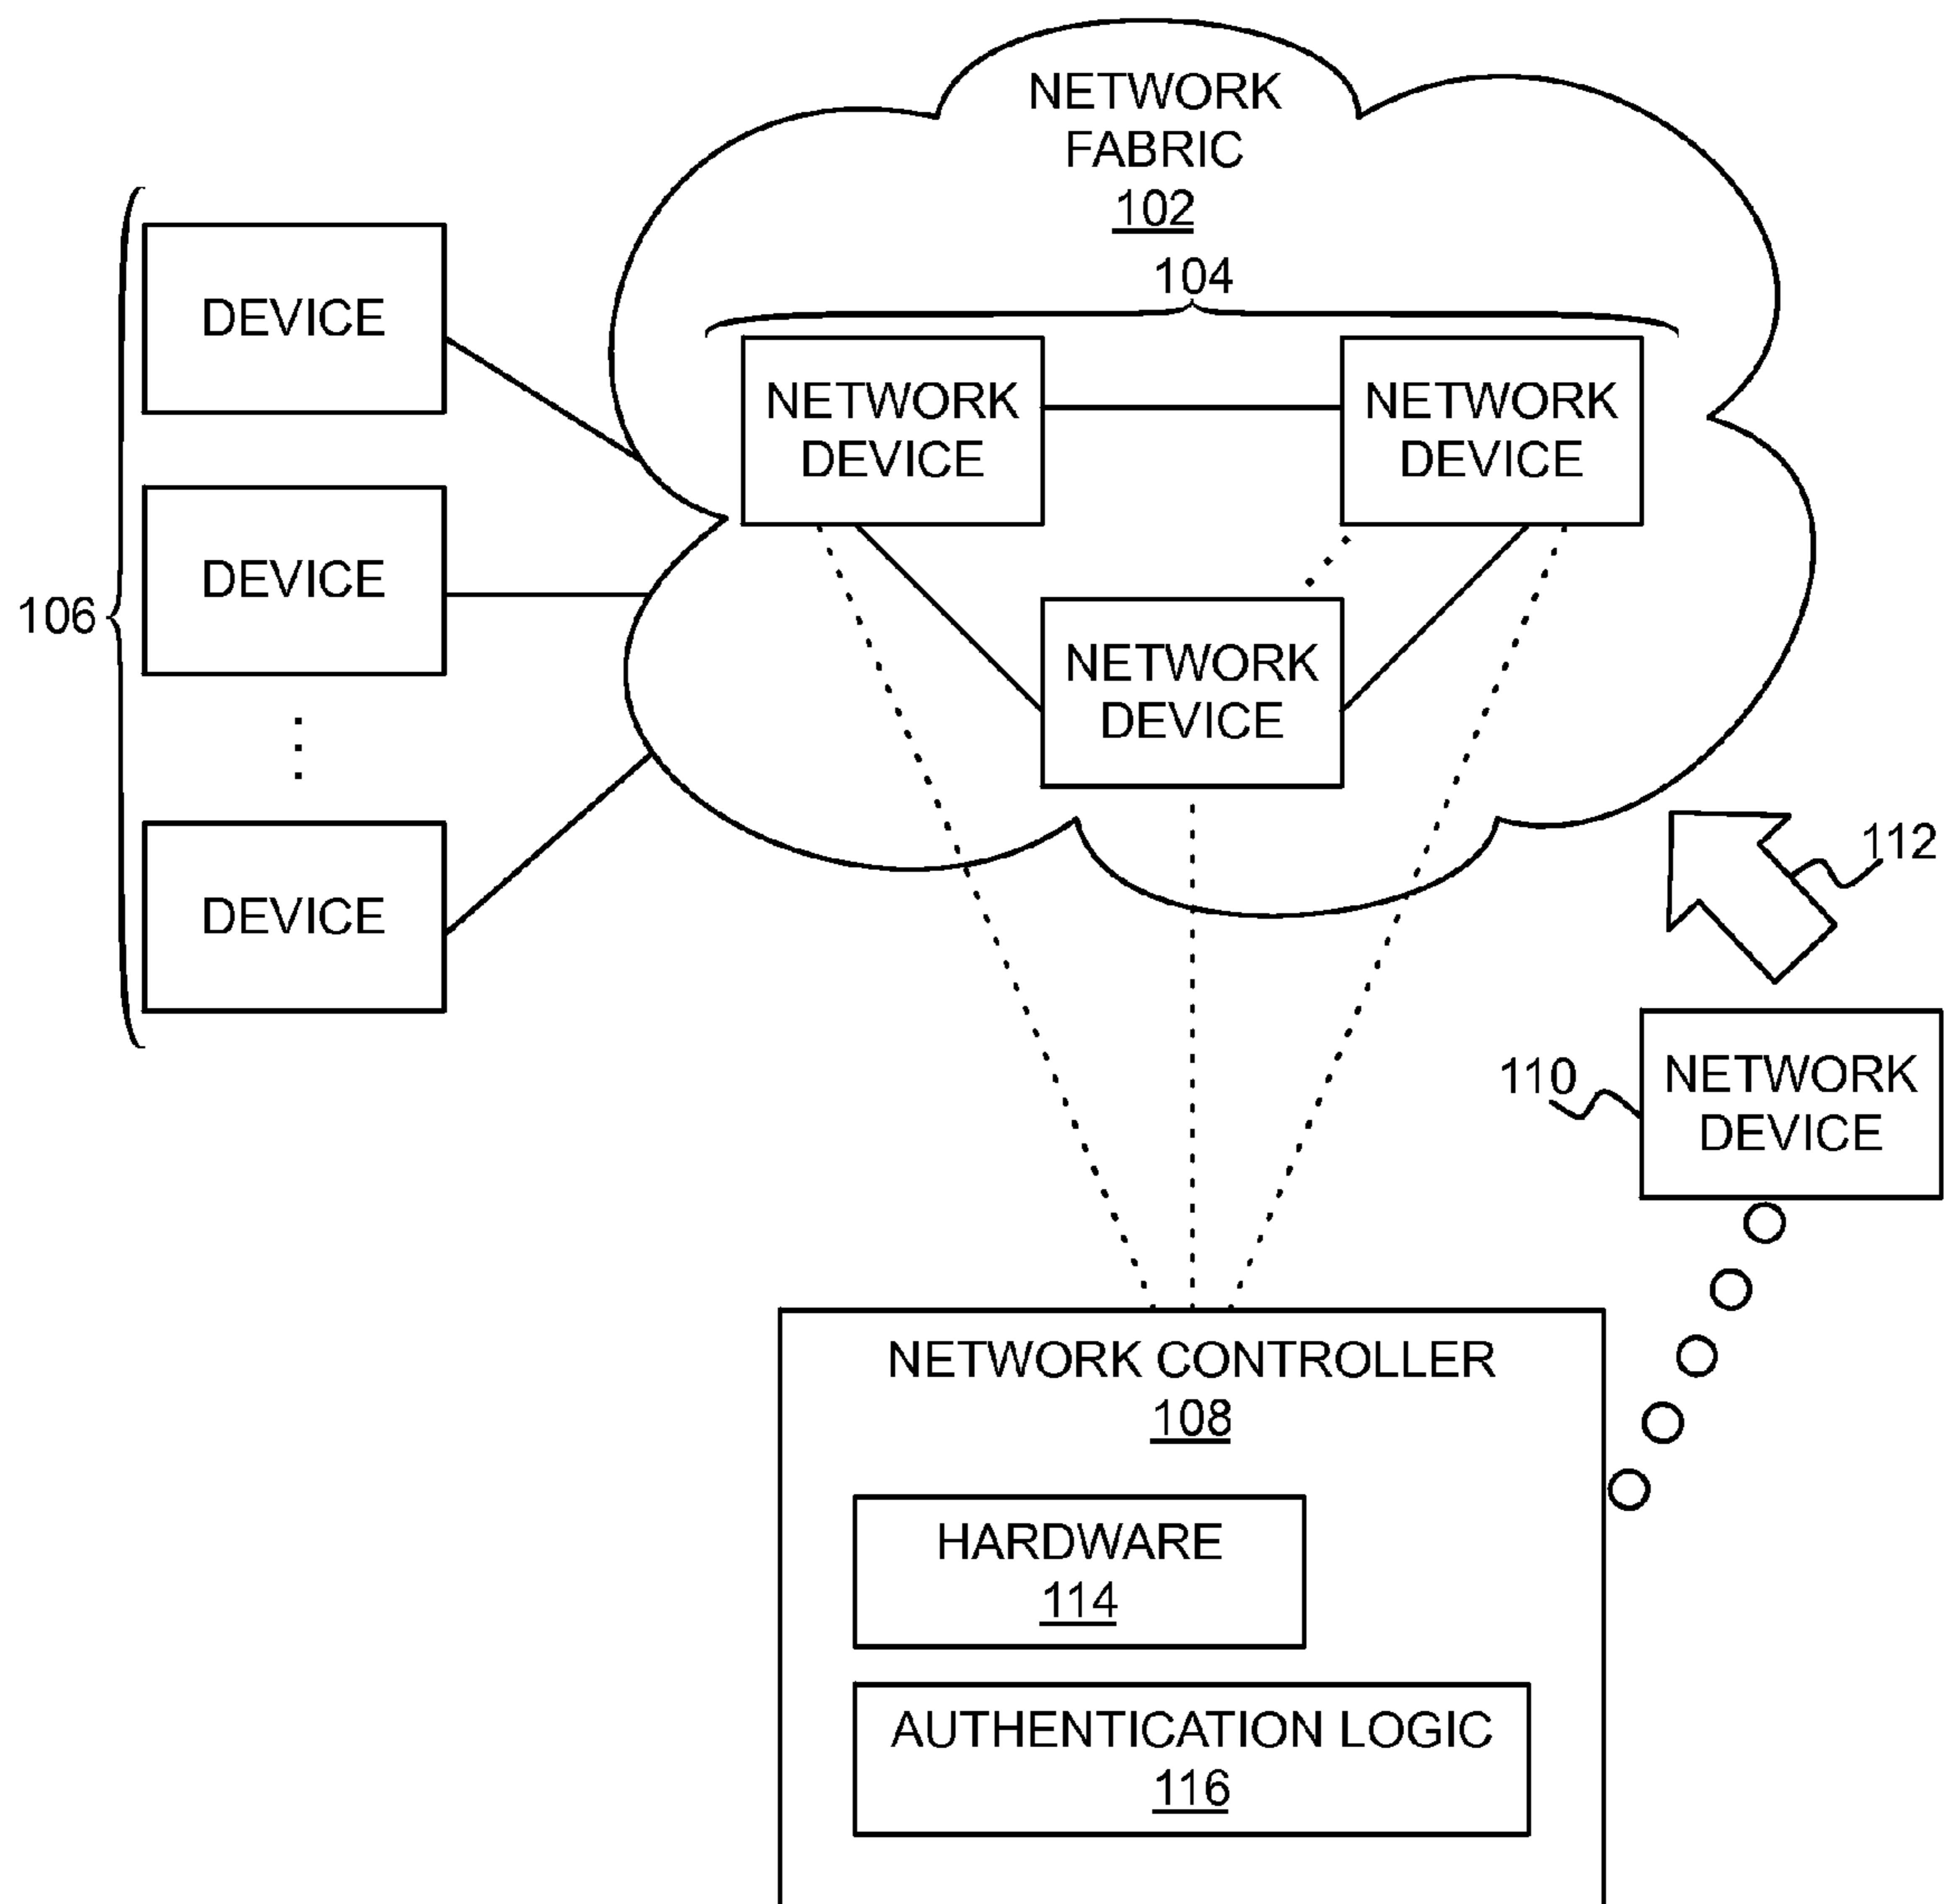 NETWORK
FABRIC
102
104
DEVICE
NETWORK
DEVICE
NETWORK
DEVICE
106
DEVICE
NETWORK
DEVICE
DEVICE
112
110
NETWORK
DEVICE
NETWORK CONTROLLER
108
HARDWARE
114
AUTHENTICATION LOGIC
116